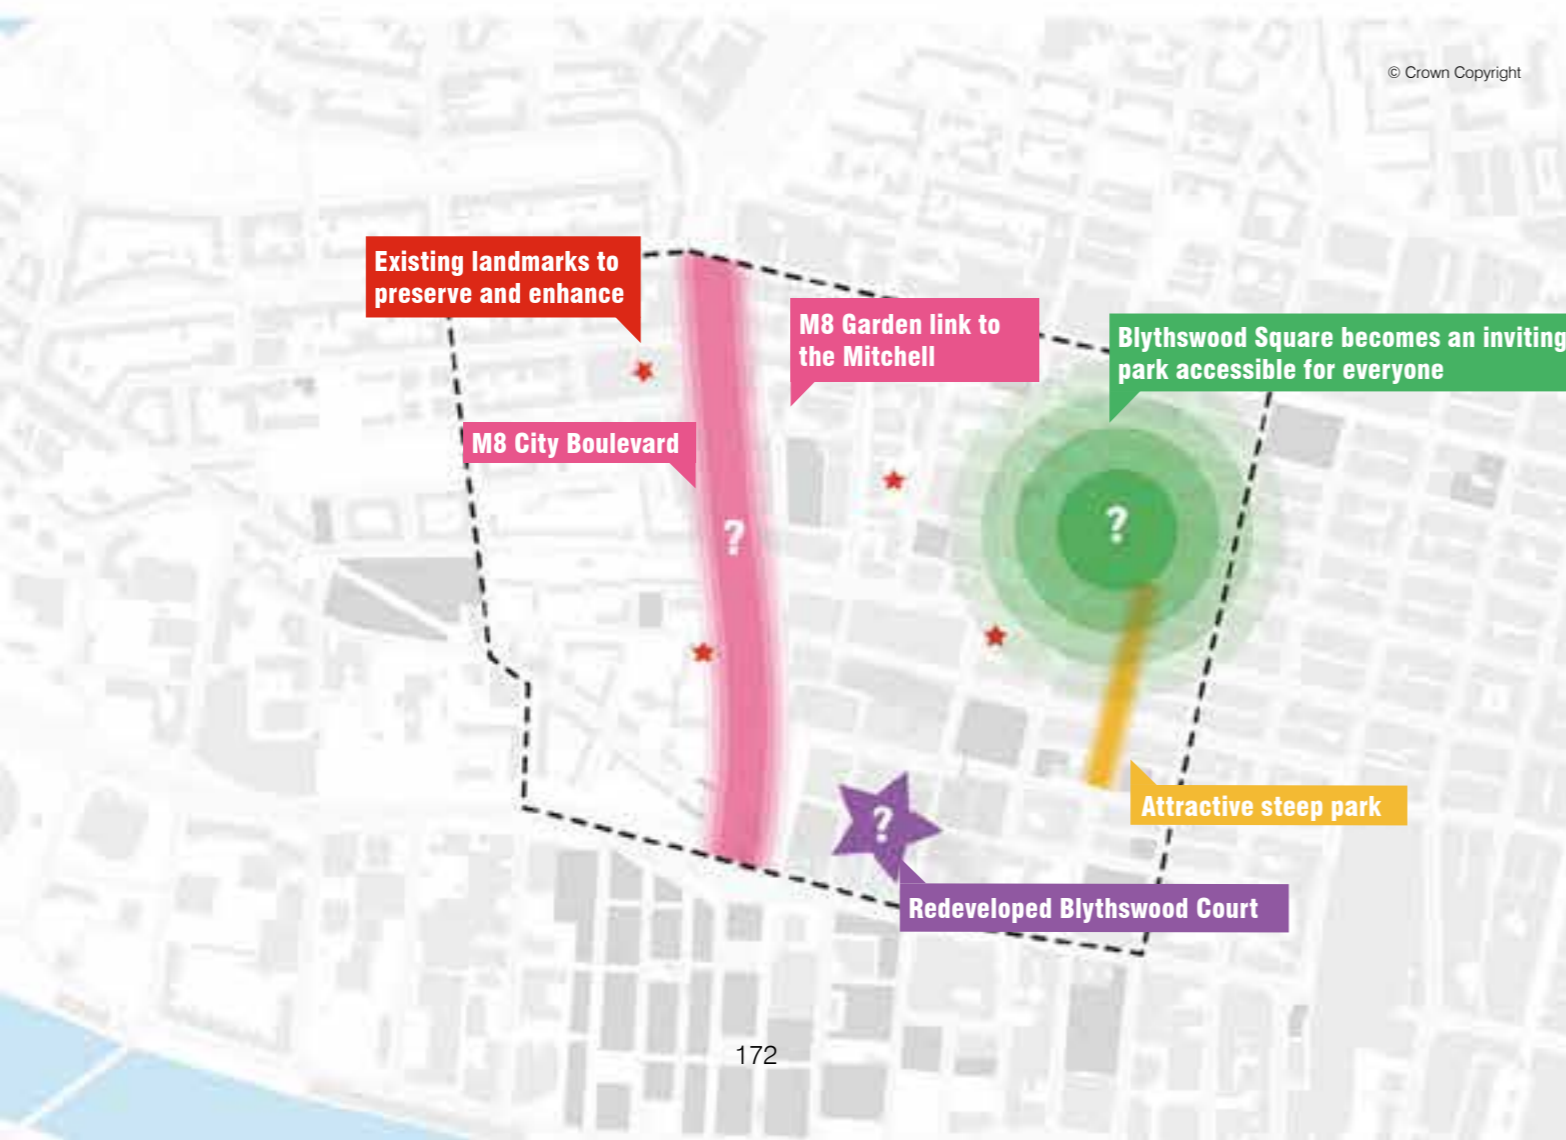 © Crown Copyright
Existing landmarks to
preserve and enhance
M8 Garden link to
the Mitchell
Blythswood Square becomes an inviting
park accessible for everyone
M8 City Boulevard
?
?
Attractive steep park
?
Redeveloped Blythswood Court
172